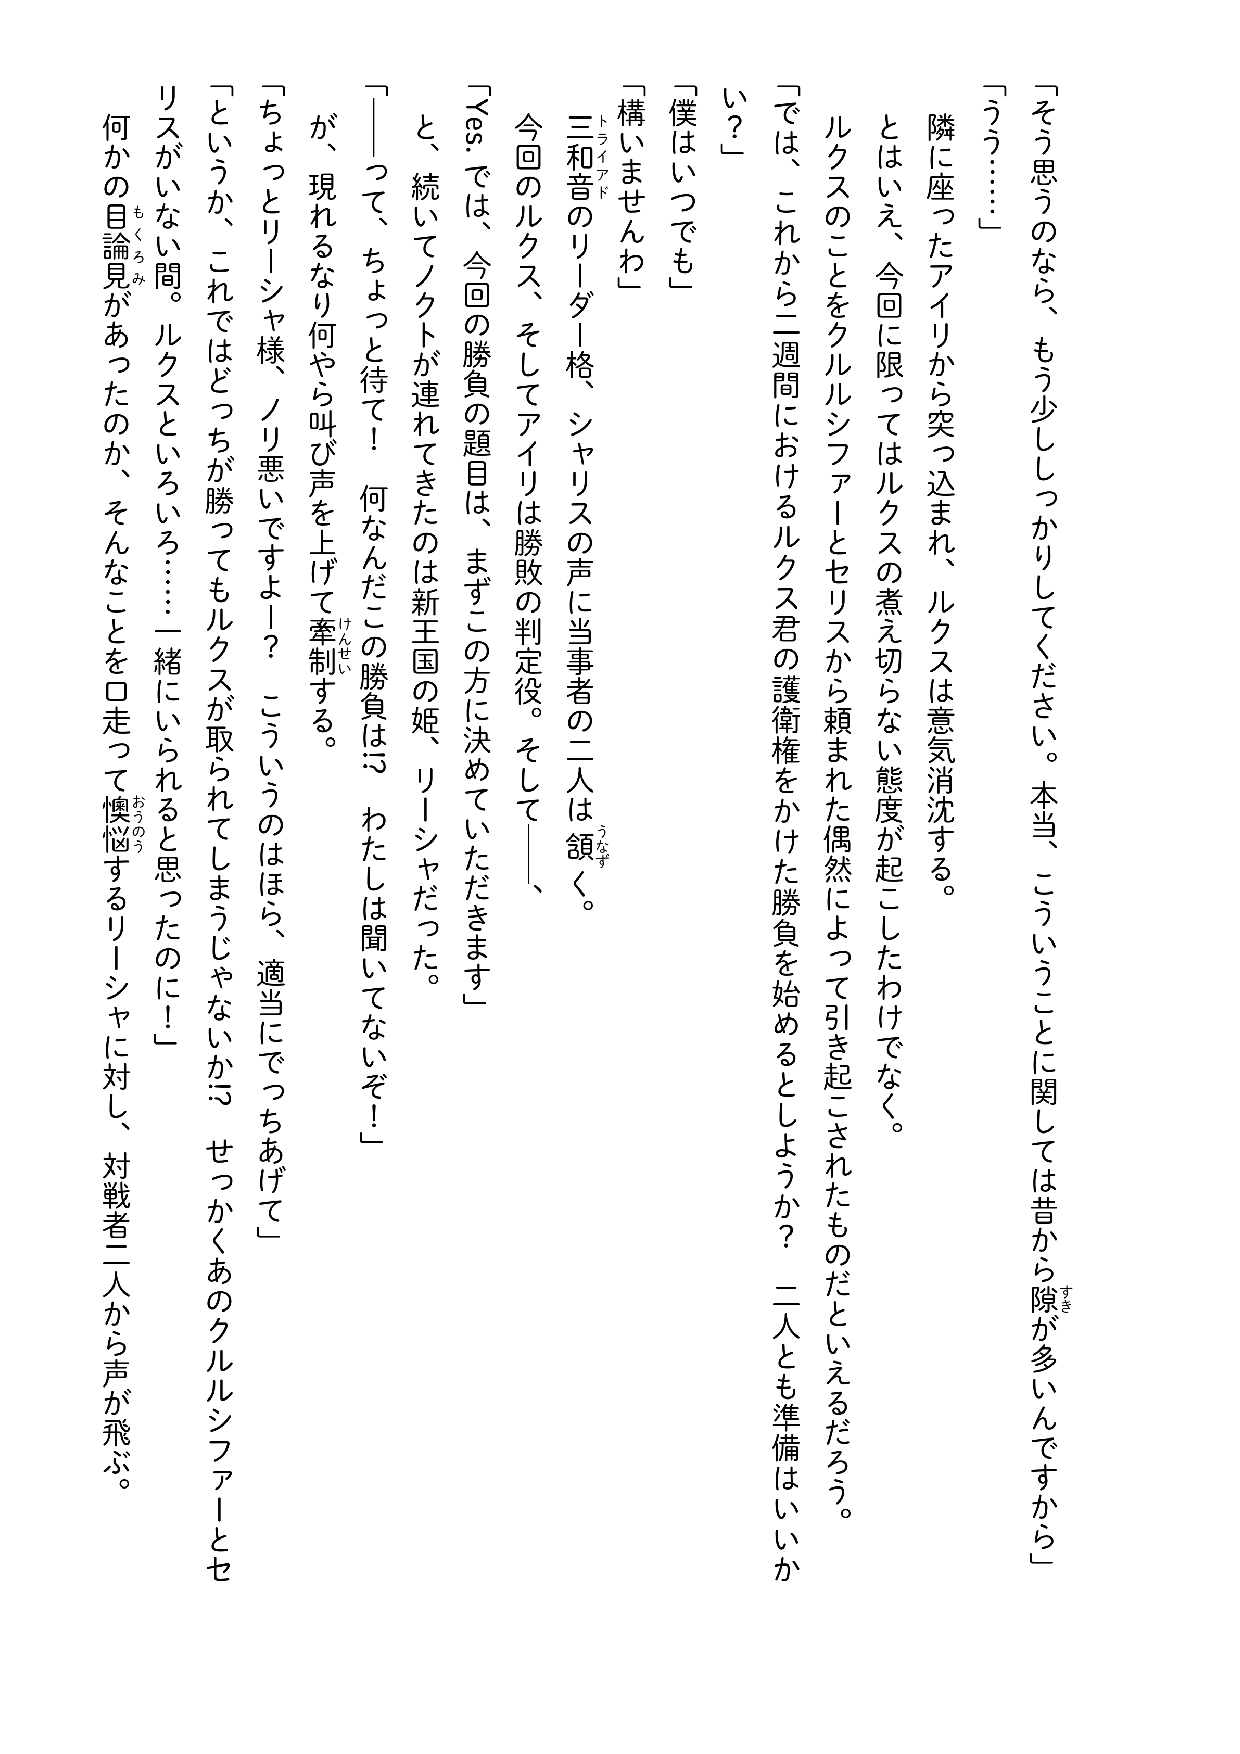 「そう思うのなら、もう少ししっかりしてください。本当、こういうことに関しては昔から隙が多いんですから」
「うう……」
　隣に座ったアイリから突っ込まれ、ルクスは意気消沈する。
　とはいえ、今回に限ってはルクスの煮え切らない態度が起こしたわけでなく。
　ルクスのことをクルルシファーとセリスから頼まれた偶然によって引き起こされたものだといえるだろう。
「では、これから二週間におけるルクス君の護衛権をかけた勝負を始めるとしようか？　二人とも準備はいいか
い？」
「僕はいつでも」
「構いませんわ」
　三和音のリーダー格、シャリスの声に当事者の二人は頷く。
　今回のルクス、そしてアイリは勝敗の判定役。そして――、
「Yes. では、今回の勝負の題目は、まずこの方に決めていただきます」
　と、続いてノクトが連れてきたのは新王国の姫、リーシャだった。
「――って、ちょっと待て！　何なんだこの勝負は!?　わたしは聞いてないぞ！」
　が、現れるなり何やら叫び声を上げて牽制する。
「ちょっとリーシャ様、ノリ悪いですよー？　こういうのはほら、適当にでっちあげて」
「というか、これではどっちが勝ってもルクスが取られてしまうじゃないか!?　せっかくあのクルルシファーとセ
リスがいない間。ルクスといろいろ……一緒にいられると思ったのに！」
　何かの目論見があったのか、そんなことを口走って懊悩するリーシャに対し、対戦者二人から声が飛ぶ。